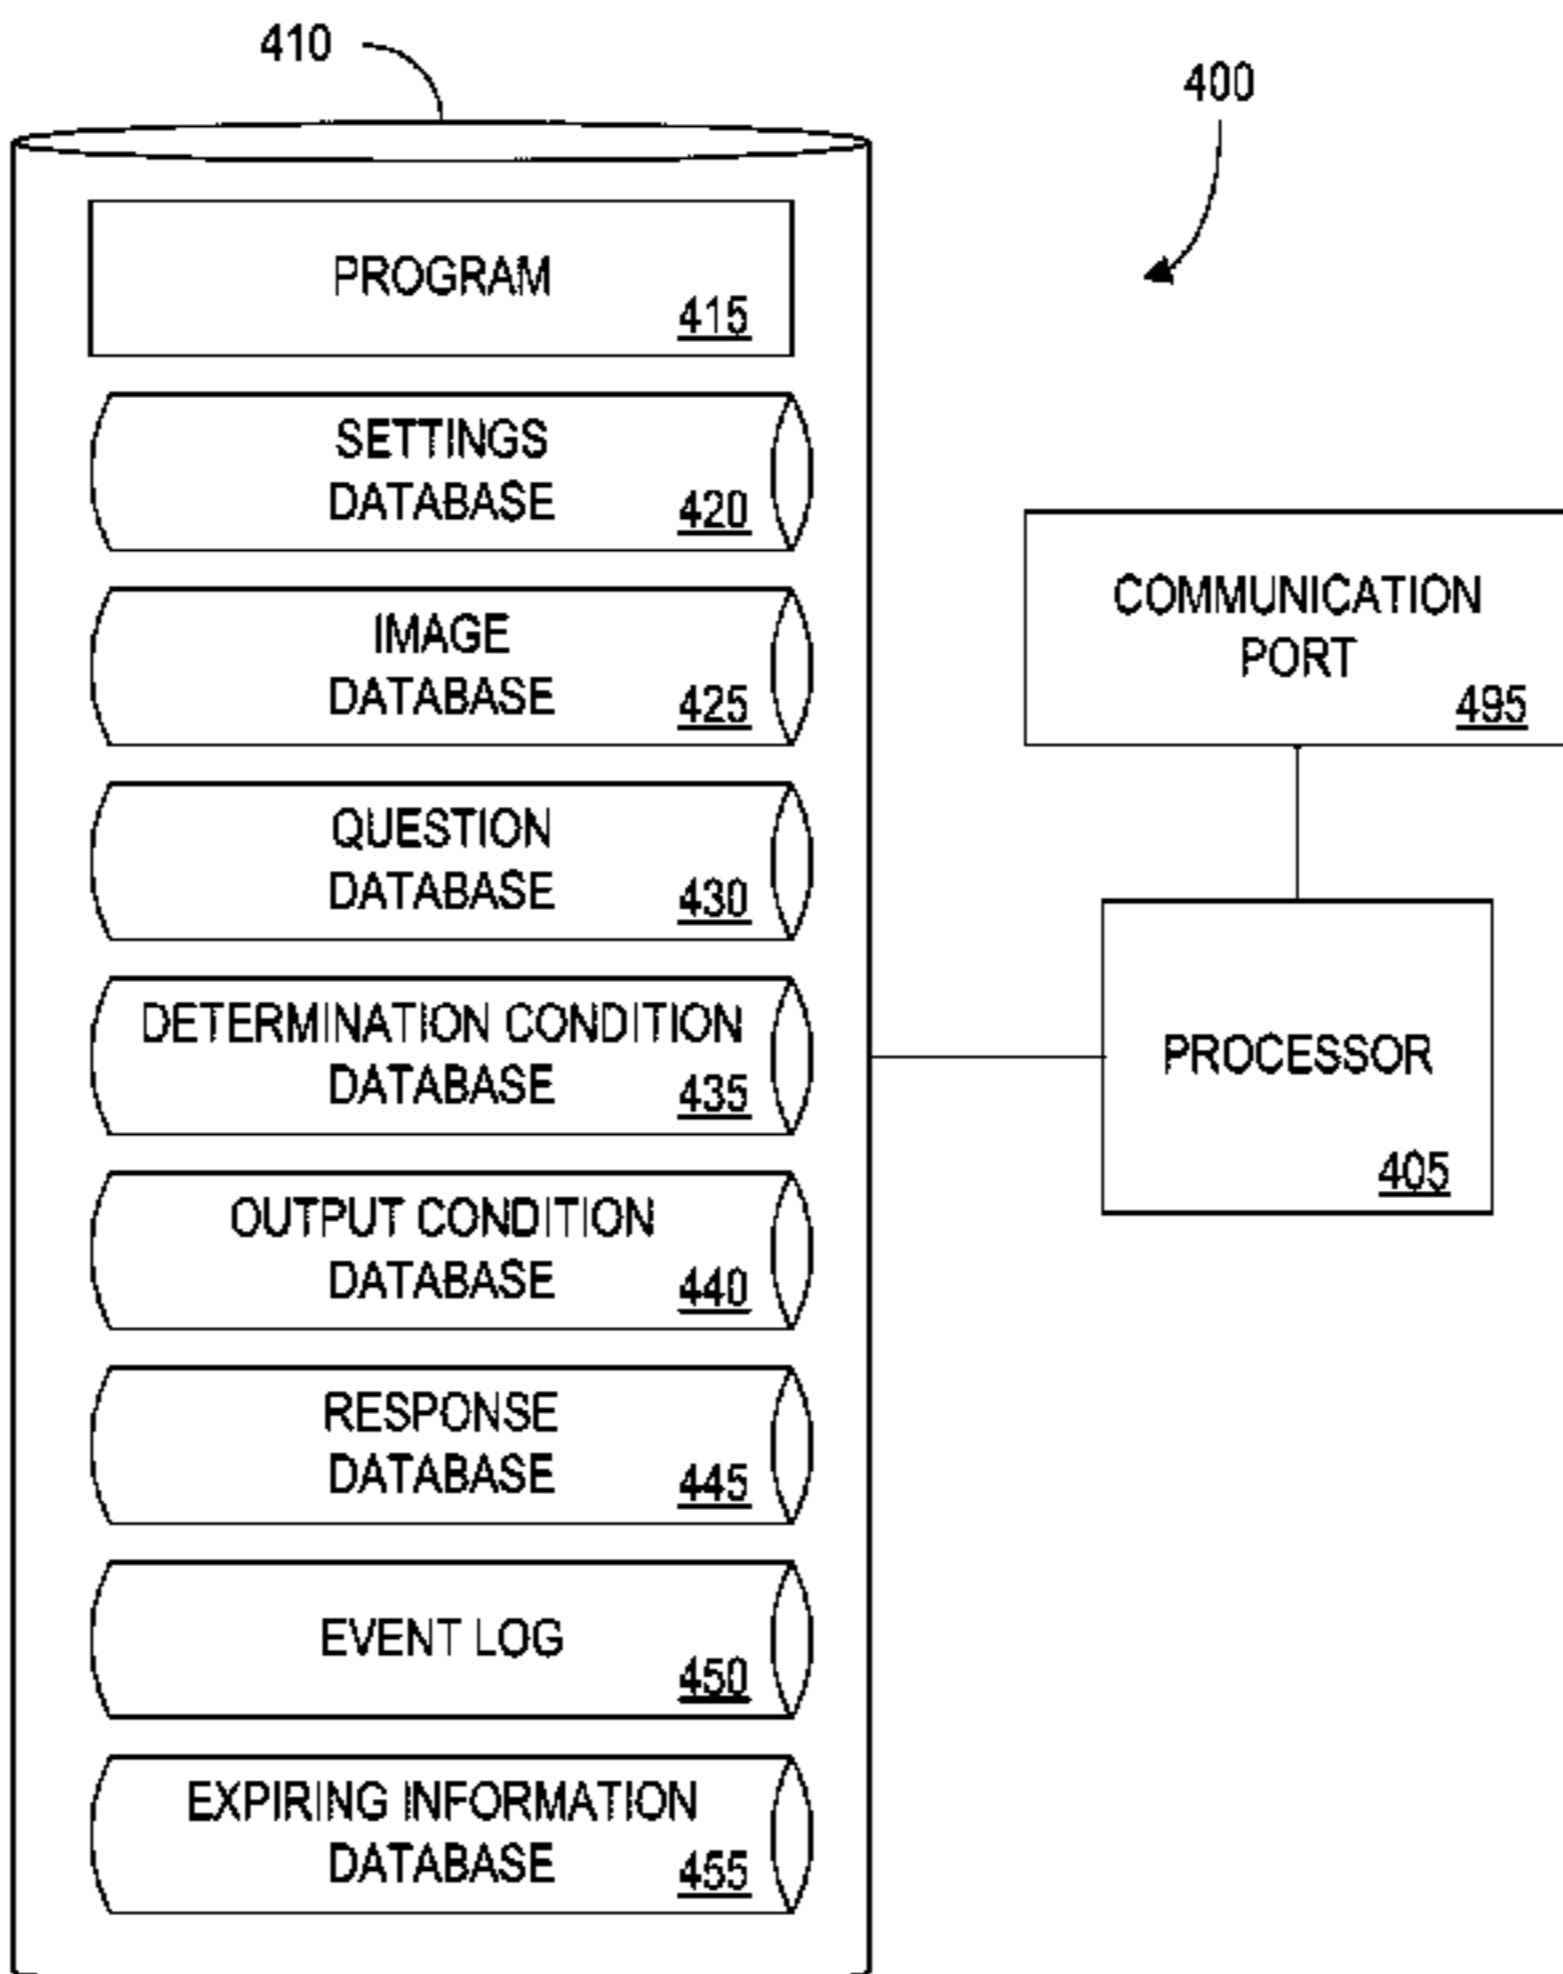 410
400
PROGRAM
415
SETTINGS
DATABASE
420
IMAGE
DATABASE
425
QUESTION
DATABASE
430
DETERMINATION CONDITION
DATABASE
435
OUTPUT CONDITION
DATABASE
440
RESPONSE
DATABASE
445
EVENT LOG
450
EXPIRING INFORMATION
DATABASE
455
COMMUNICATION
PORT
495
PROCESSOR
405